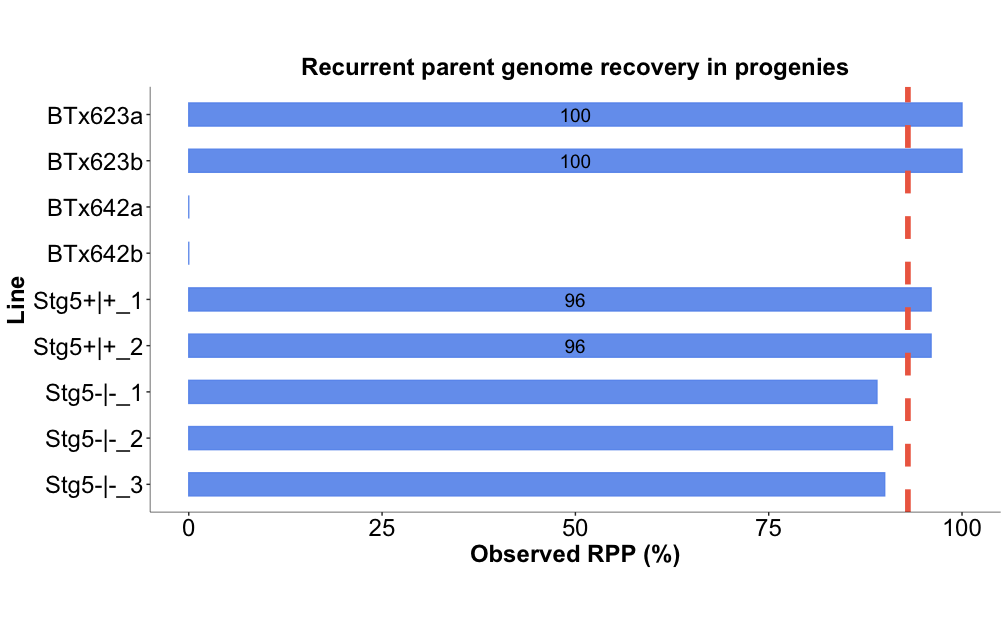 Recurrent parent genome recovery in progenies
BTx623a
100
BTx623b
100
BTx642a
BTx642b
Stg5+|+_1
96
Stg5+|+_2
96
Stg5-|-_1
Stg5-|-_2
Stg5-|-_3
Line
0 25 50 75 100
Observed RPP (%)